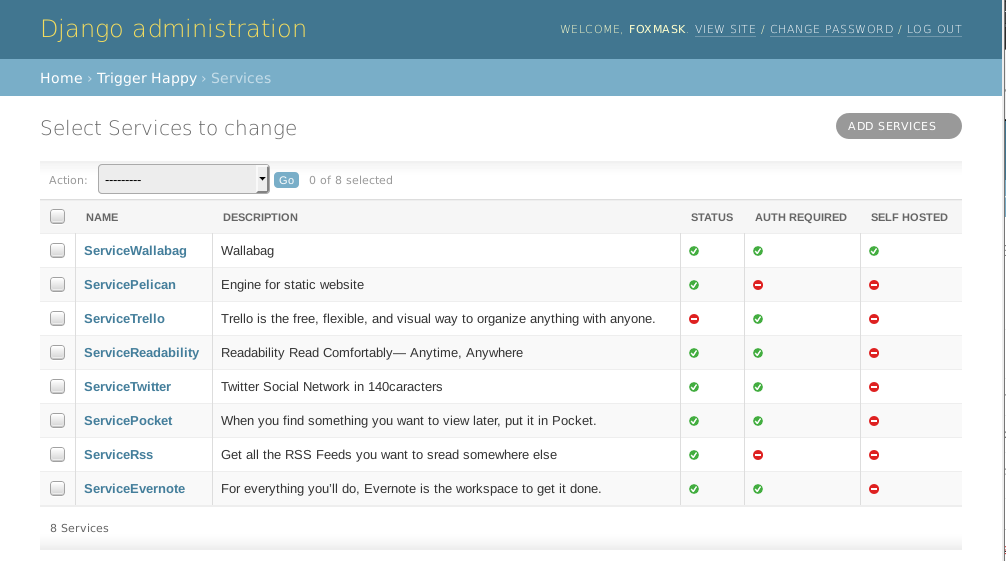 Django administration
WELCOME, FOXMASK. VIEW SITE / CHANGE PASSWORD / LOG OUT
Home › Trigger Happy › Services
Select Services to change
ADD SERVICES
Action: --------- Go 0 of 8 selected
NAME DESCRIPTION STATUS AUTH REQUIRED SELF HOSTED
ServiceWallabag Wallabag
ServicePelican Engine for static website
ServiceTrello Trello is the free, flexible, and visual way to organize anything with anyone.
ServiceReadability Readability Read Comfortably— Anytime, Anywhere
ServiceTwitter Twitter Social Network in 140caracters
ServicePocket When you find something you want to view later, put it in Pocket.
ServiceRss Get all the RSS Feeds you want to sread somewhere else
ServiceEvernote For everything you'll do, Evernote is the workspace to get it done.
8 Services